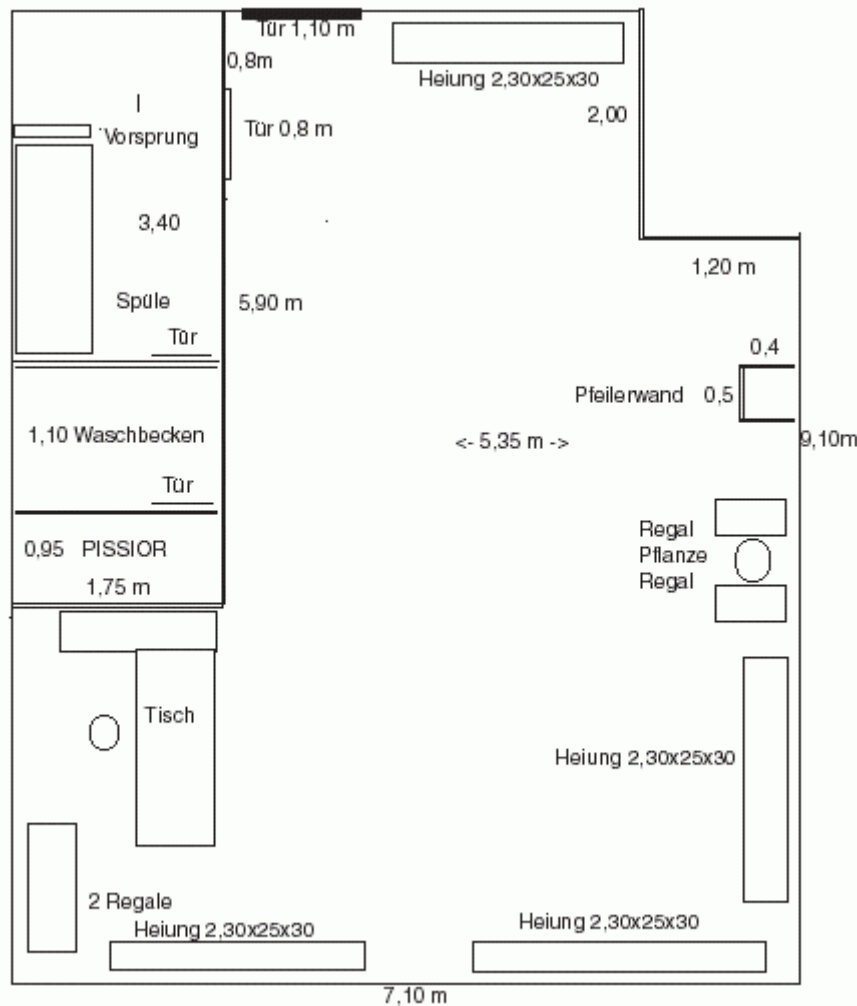 Tür 1,10 m
0,8m
Heiung 2,30x25x30
2,00
Tür 0,8 m
Vorsprung
3,40
1,20 m
Spüle
5,90 m
Tür
0,4
Pfeilerwand 0,5
1,10 Waschbecken
<- 5,35 m ->
9,10m
Tür
Regal
Pflanze
Regal
0,95 PISSIOR
1,75 m
Tisch
Heiung 2,30x25x30
2 Regale
Heiung 2,30x25x30
Heiung 2,30x25x30
7,10 m